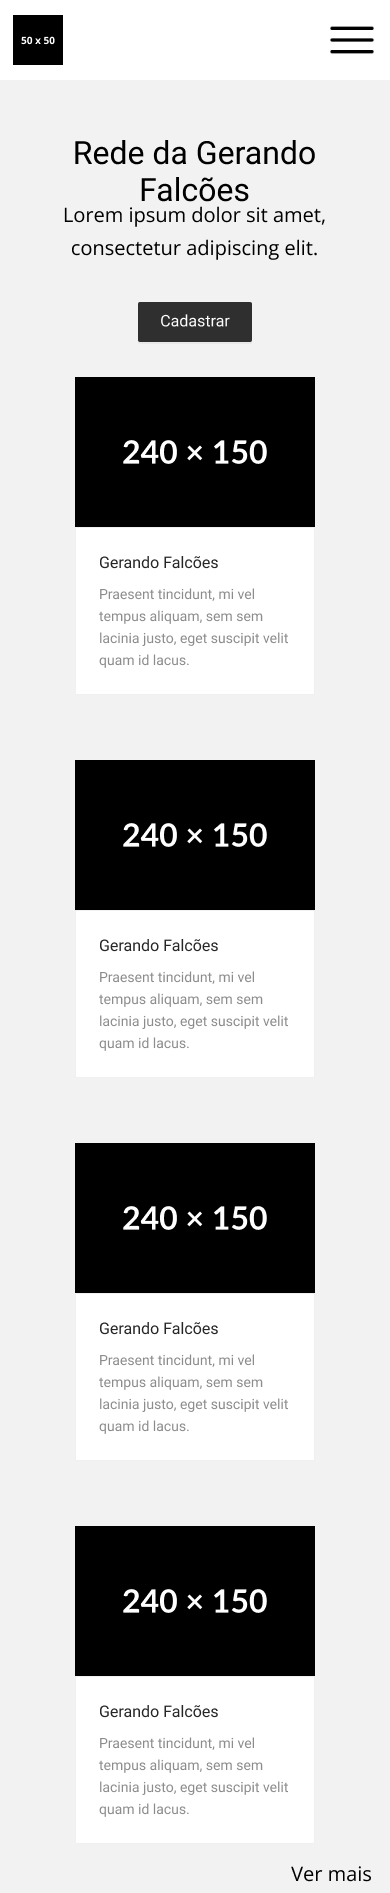 50 x 50
Rede da Gerando
Falcões
Lorem ipsum dolor sit amet,
consectetur adipiscing elit.
Cadastrar
240 × 150
Gerando Falcões
Praesent tincidunt, mi vel
tempus aliquam, sem sem
lacinia justo, eget suscipit velit
quam id lacus.
240 × 150
Gerando Falcões
Praesent tincidunt, mi vel
tempus aliquam, sem sem
lacinia justo, eget suscipit velit
quam id lacus.
240 × 150
Gerando Falcões
Praesent tincidunt, mi vel
tempus aliquam, sem sem
lacinia justo, eget suscipit velit
quam id lacus.
240 × 150
Gerando Falcões
Praesent tincidunt, mi vel
tempus aliquam, sem sem
lacinia justo, eget suscipit velit
quam id lacus.
Ver mais